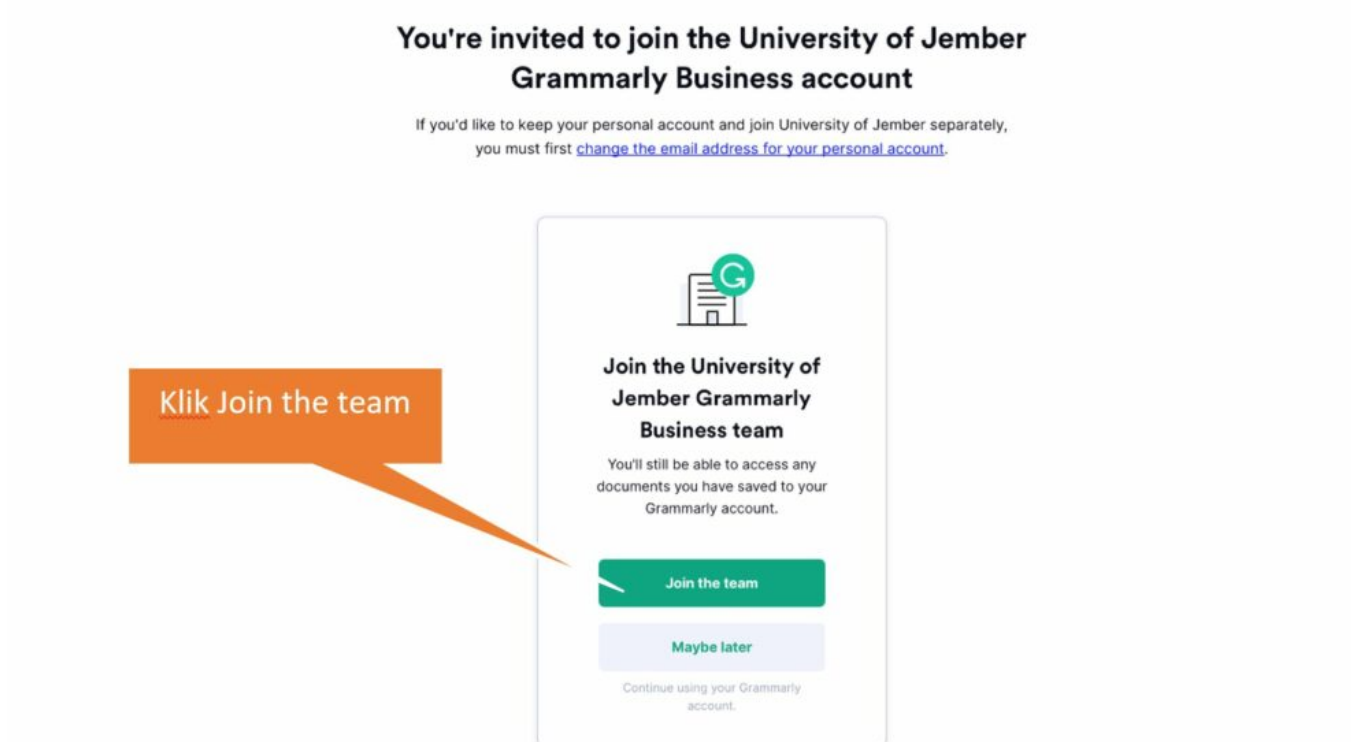 You're invited to join the University of Jember
Grammarly Business account
If you'd like to keep your personal account and join University of Jember separately,
you must first change the email address for your personal account.
G
Join the University of
Jember Grammarly
Business team
Klik Join the team
You'll still be able to access any
documents you have saved to your
Grammarly account.
Join the team
Maybe later
Continue using your Grammarly
account.